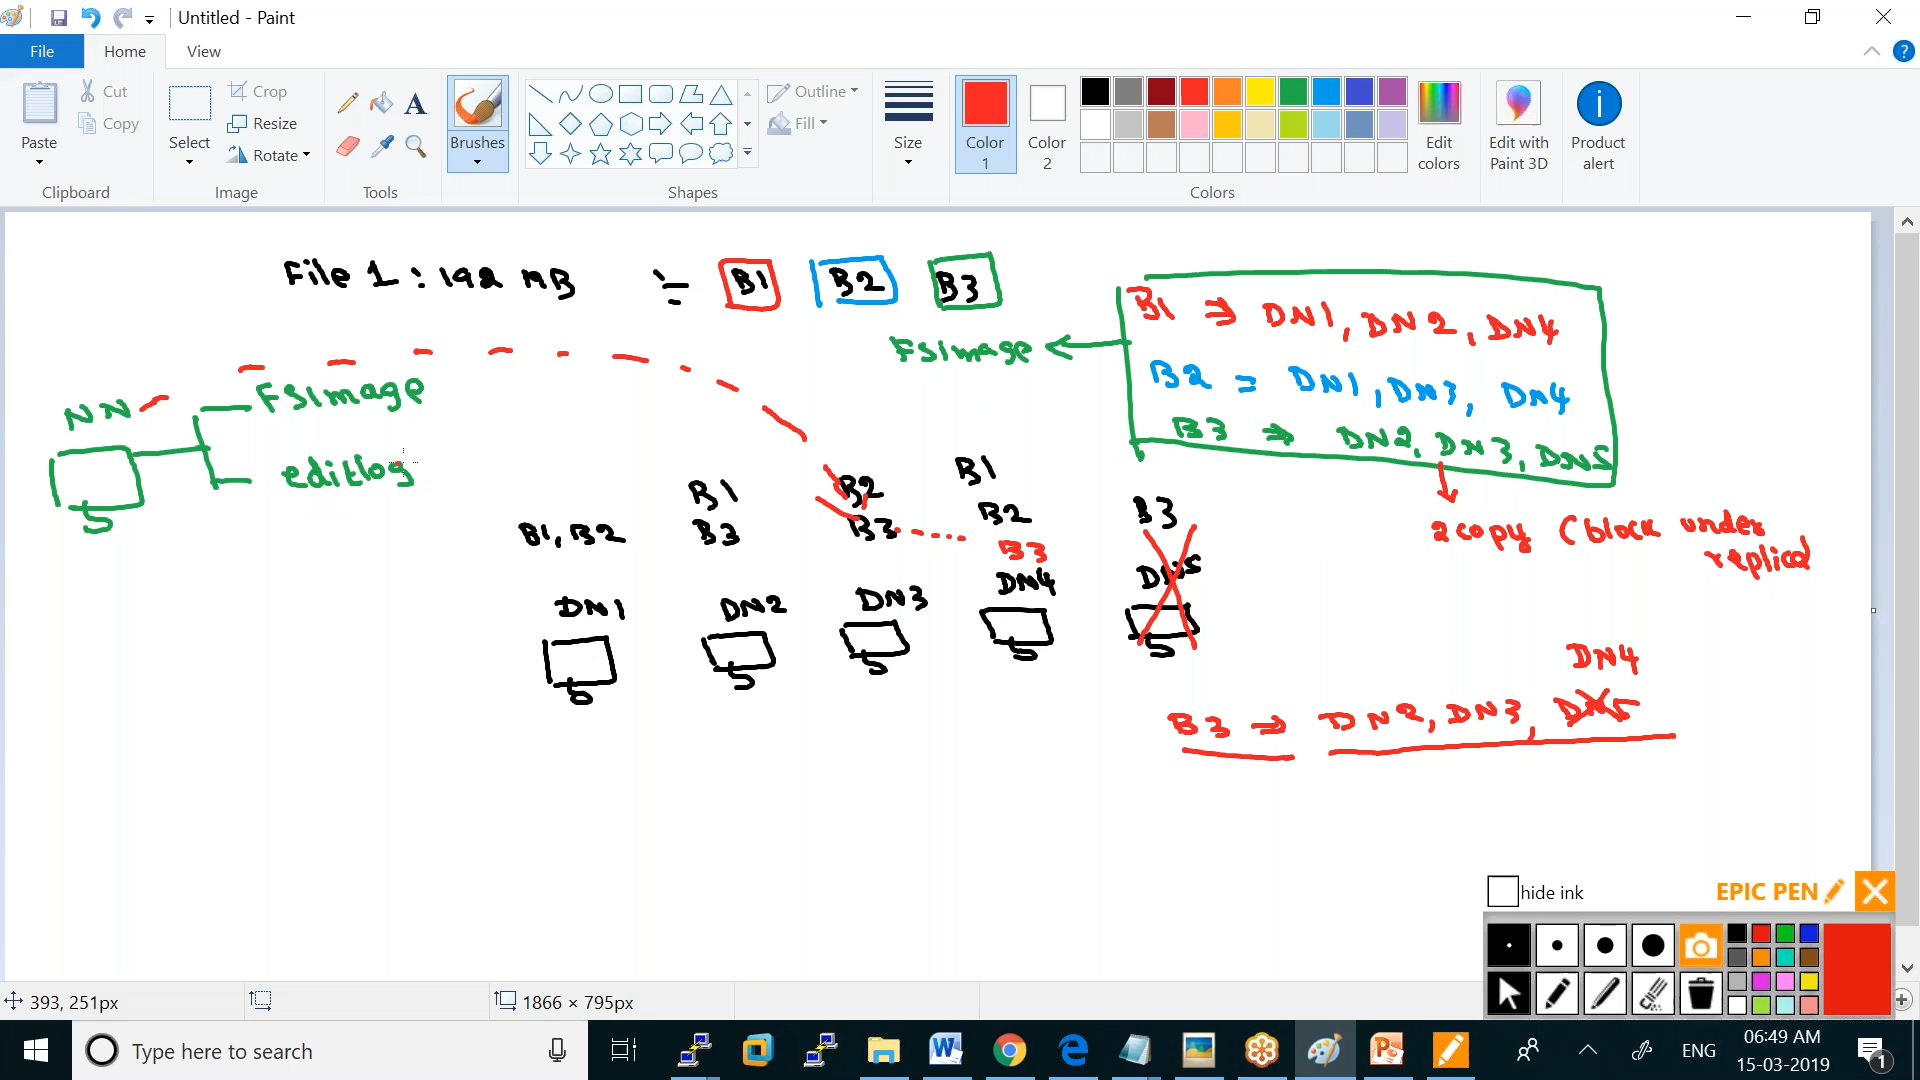 Untitled - Paint
File Home View
Paste
Cut
Copy
Clipboard
Select
Crop
Resize
Rotate
Image
Tools
Brushes
Shapes
Outline
Fill
Size
Color 1
Color 2
Edit colors
Colors
Edit with Paint 3D
Product alert
File 1 : 192 MB := B1 B2 B3
FSimage
B1 ⇒ DN1, DN2, DN4
B2 = DN1, DN3, DN4
B3 ⇒ DN2, DN3, DN5
NN
FSimage
editlog
B1, B2
B1
B3
B2
B3
B1
B2
B3
B3
DN1
DN2
DN3
DN4
DN5
2 copy (block under
replica
DN4
B3 ⇒ DN2, DN3, DN5
hide ink
EPIC PEN
393, 251px
1866 × 795px
Type here to search
ENG
06:49 AM
15-03-2019
1